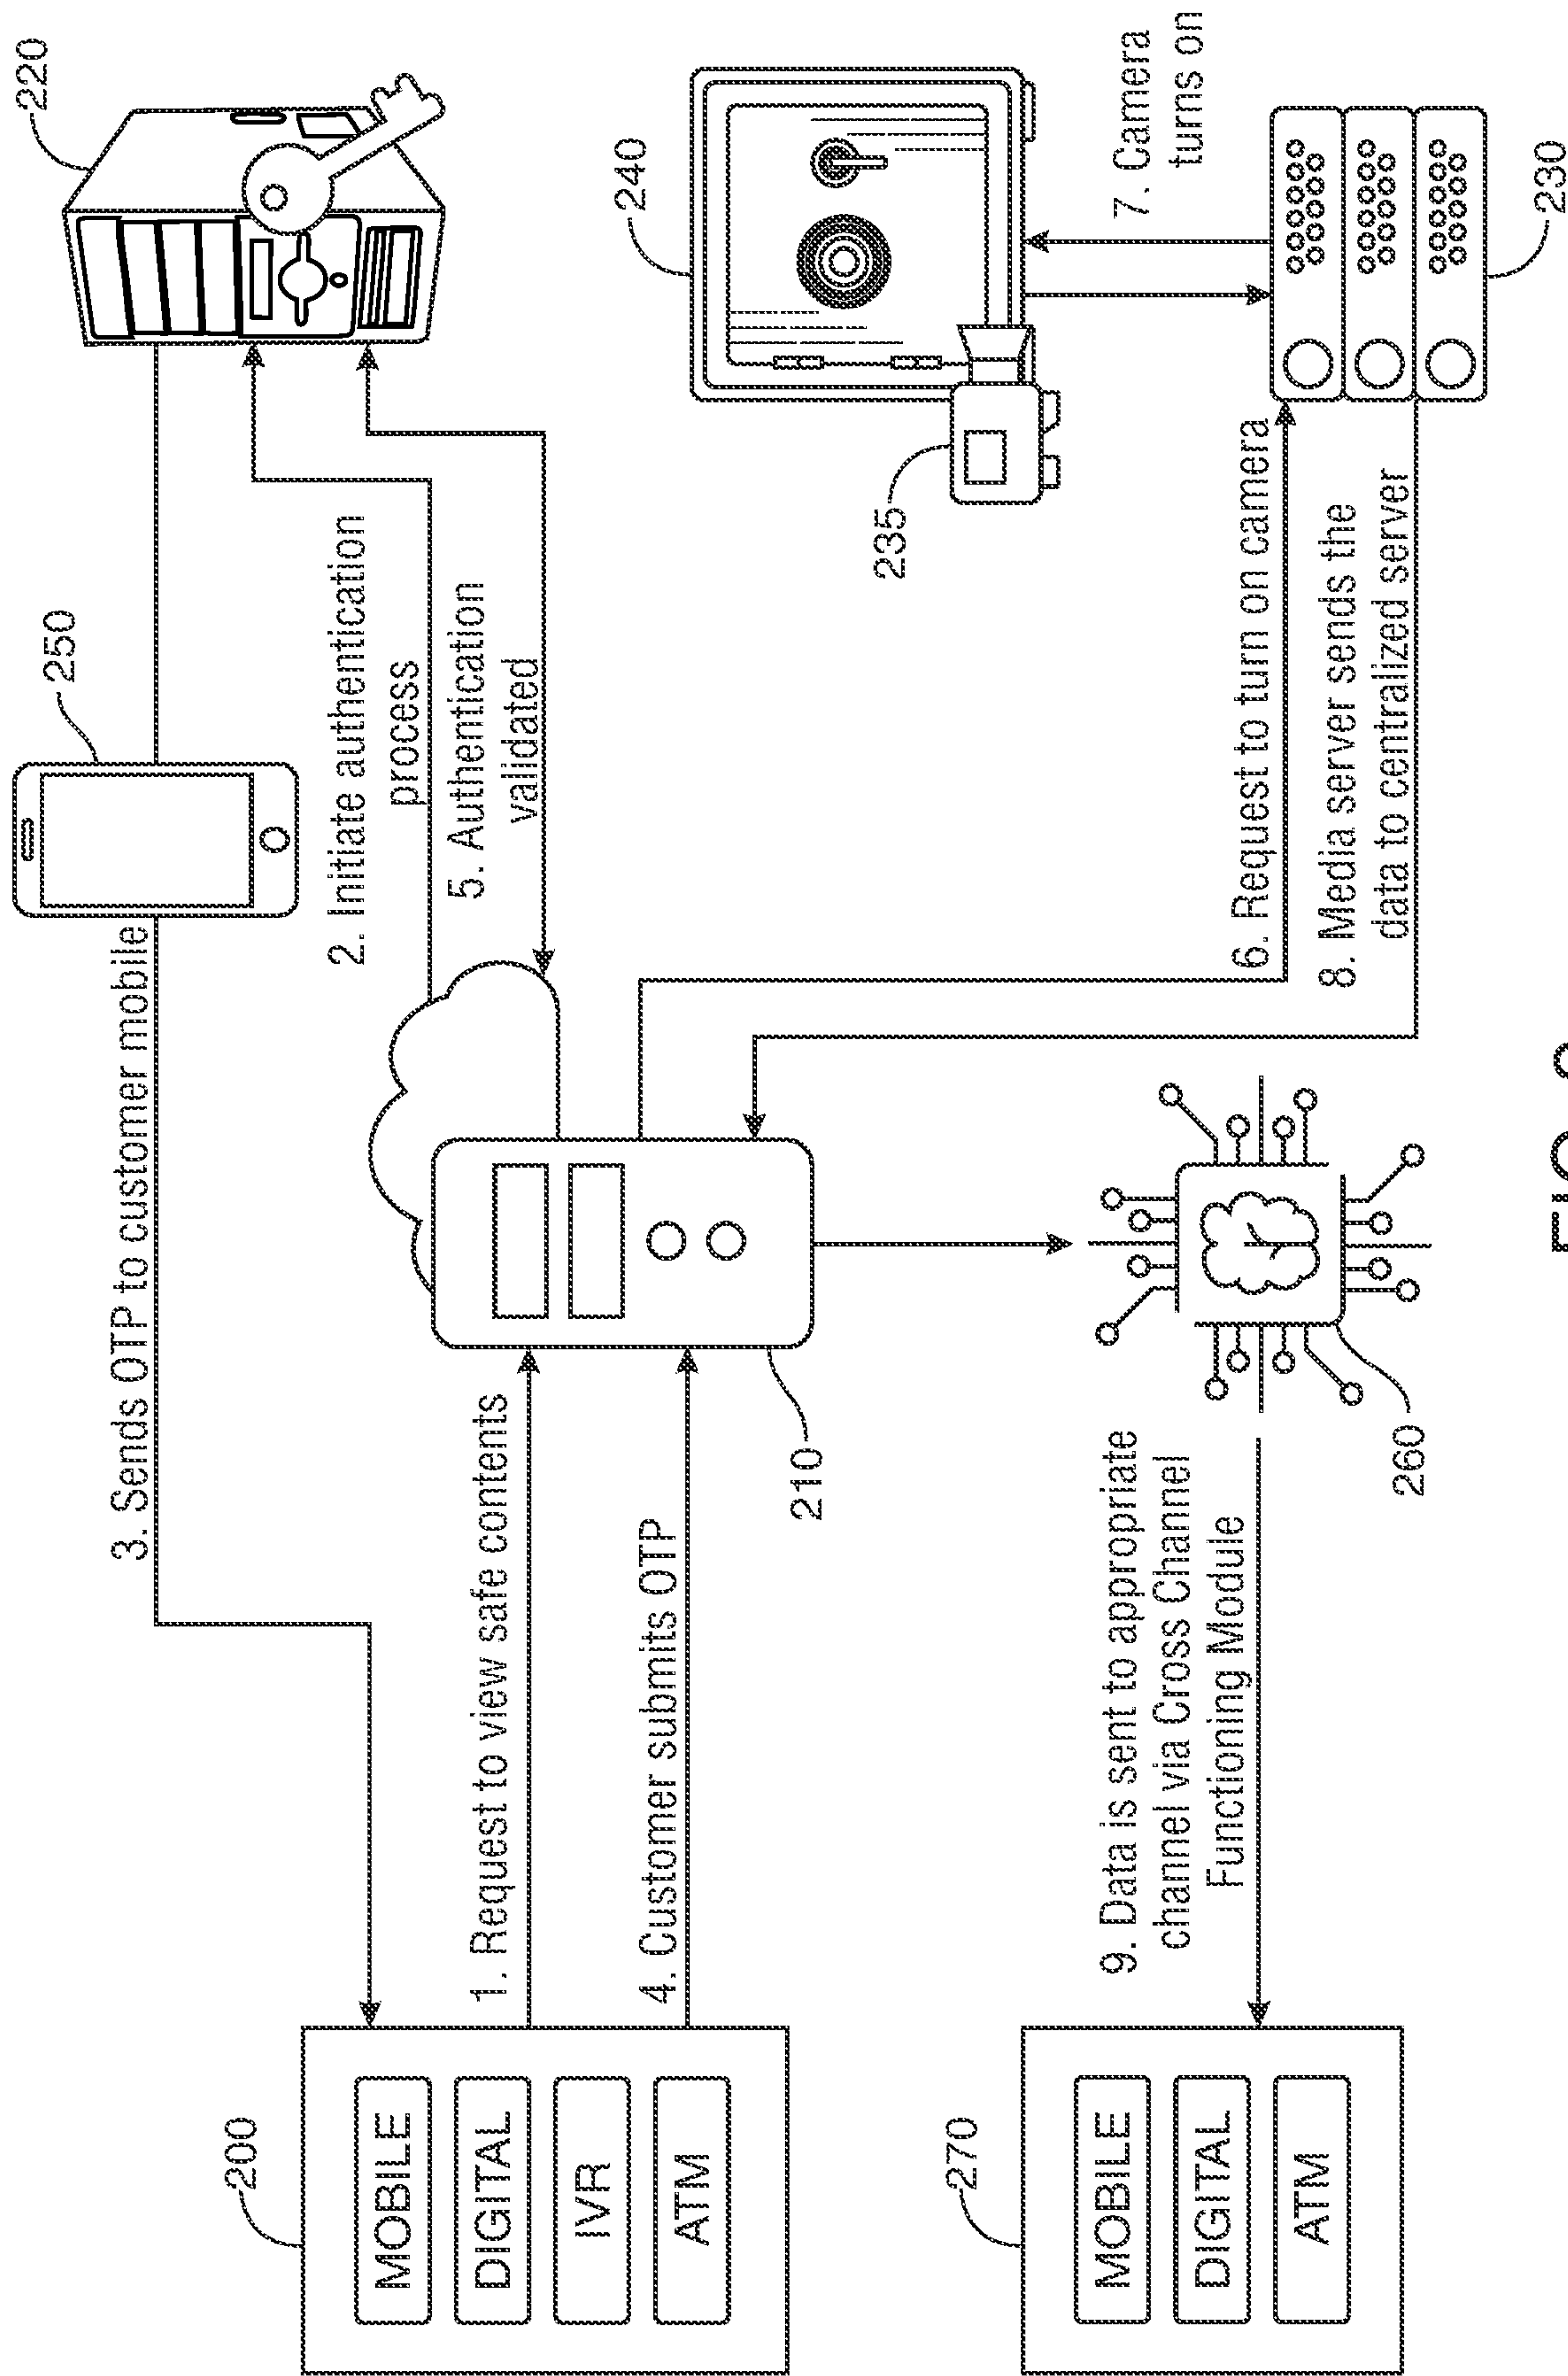 220
250
3. Sends OTP to customer mobile
2. Initiate authentication
process
5. Authentication
validated
200
MOBILE
DIGITAL
IVR
ATM
1. Request to view safe contents
4. Customer submits OTP
210
240
235
7. Camera
turns on
6. Request to turn on camera
8. Media server sends the
data to centralized server
230
270
MOBILE
DIGITAL
ATM
9. Data is sent to appropriate
channel via Cross Channel
Functioning Module
260